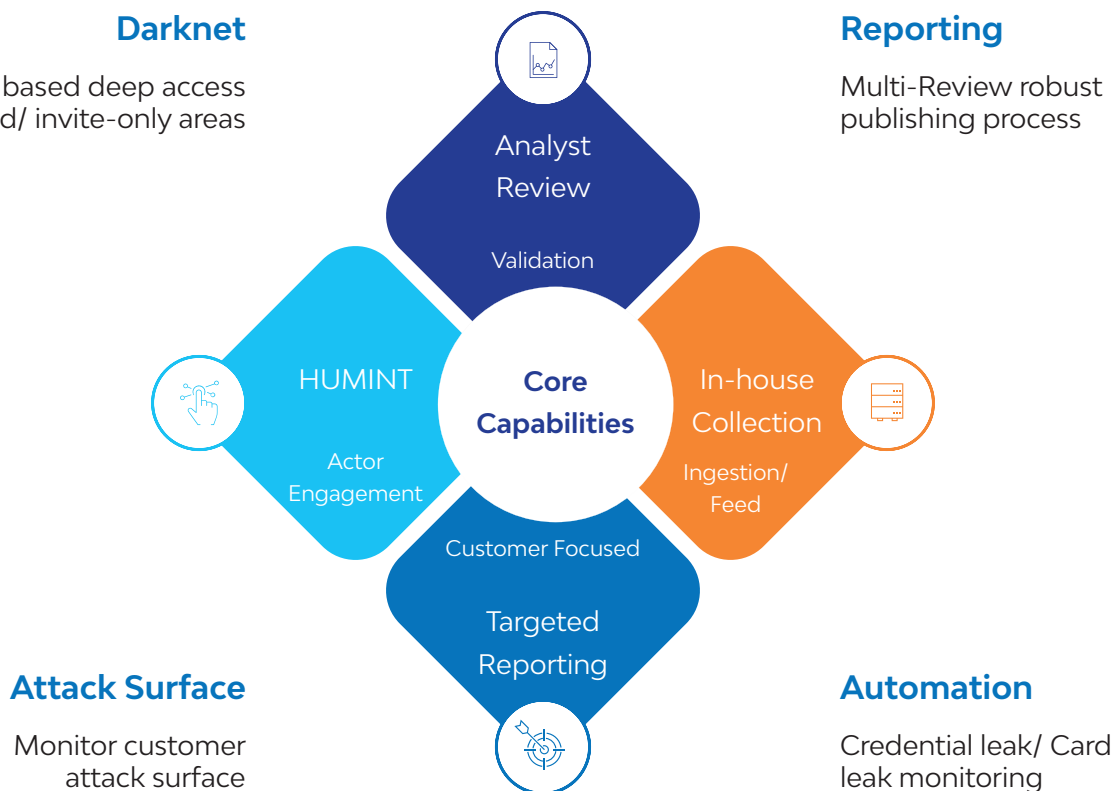 Darknet
based deep access
/ invite-only areas
Reporting
Multi-Review robust
publishing process
Analyst
Review
Validation
HUMINT
Actor
Engagement
Core
Capabilities
In-house
Collection
Ingestion/
Feed
Customer Focused
Targeted
Reporting
Attack Surface
Monitor customer
attack surface
Automation
Credential leak/ Card
leak monitoring